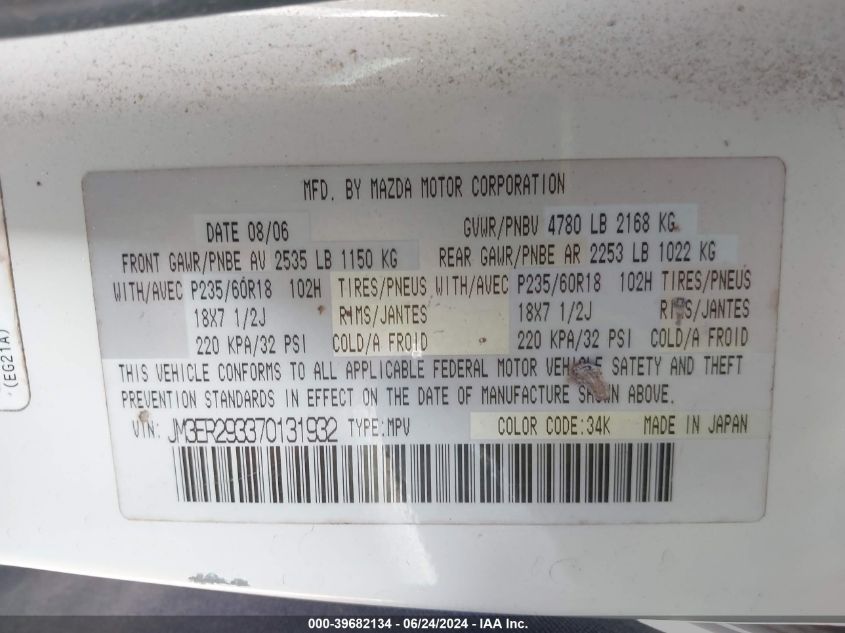 MFD. BY MAZDA MOTOR CORPORATION
DATE 08/06 GVWR/PNBV 4780 LB 2168 KG
FRONT GAWR/PNBE AV 2535 LB 1150 KG REAR GAWR/PNBE AR 2253 LB 1022 KG
WITH/AVEC P235/60R18 102H TIRES/PNEUS WITH/AVEC P235/60R18 102H TIRES/PNEUS
18X7 1/2J RIMS/JANTES 18X7 1/2J RIMS/JANTES
220 KPA/32 PSI COLD/A FROID 220 KPA/32 PSI COLD/A FROID
THIS VEHICLE CONFORMS TO ALL APPLICABLE FEDERAL MOTOR VEHICLE SAFETY AND THEFT
PREVENTION STANDARDS IN EFFECT ON THE DATE OF MANUFACTURE SHOWN ABOVE.
VIN: JM3ER293370131932 TYPE:MPV COLOR CODE:34K MADE IN JAPAN
(EG21A)
000-39682134 - 06/24/2024 - IAA Inc.